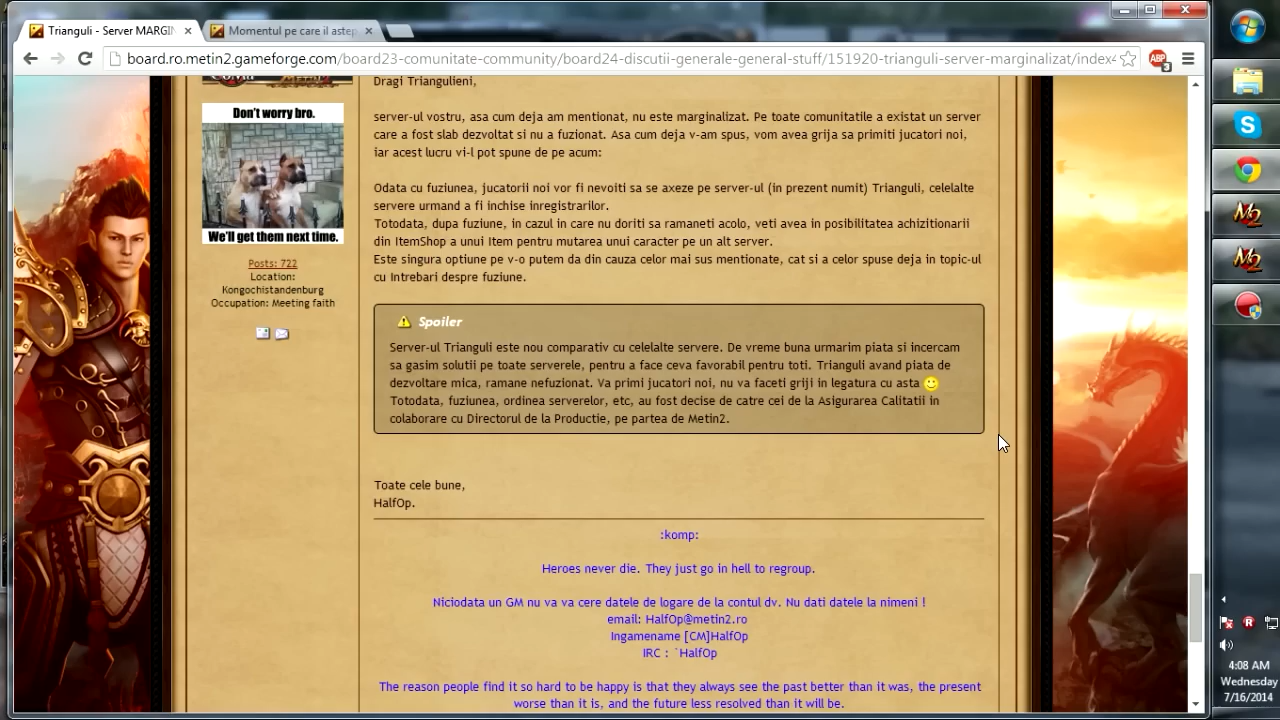 Trianguli - Server MARGIN
Momentul pe care il astep
board.ro.metin2.gameforge.com/board23-comunitate-community/board24-discutii-generale-general-stuff/151920-trianguli-server-marginalizat/index4
ABP
3
Dragi Triangulieni,
Don't worry bro.
We'll get them next time.
Posts: 722
Location:
Kongochistandenburg
Occupation: Meeting faith
server-ul vostru, asa cum deja am mentionat, nu este marginalizat. Pe toate comunitatile a existat un server
care a fost slab dezvoltat si nu a fuzionat. Asa cum deja v-am spus, vom avea grija sa primiti jucatori noi,
iar acest lucru vi-l pot spune de pe acum:
Odata cu fuziunea, jucatorii noi vor fi nevoiti sa se axeze pe server-ul (in prezent numit) Trianguli, celelalte
servere urmand a fi inchise inregistrarilor.
Totodata, dupa fuziune, in cazul in care nu doriti sa ramaneti acolo, veti avea in posibilitatea achizitionarii
din ItemShop a unui Item pentru mutarea unui caracter pe un alt server.
Este singura optiune pe v-o putem da din cauza celor mai sus mentionate, cat si a celor spuse deja in topic-ul
cu Intrebari despre fuziune.
Spoiler
Server-ul Trianguli este nou comparativ cu celelalte servere. De vreme buna urmarim piata si incercam
sa gasim solutii pe toate serverele, pentru a face ceva favorabil pentru toti. Trianguli avand piata de
dezvoltare mica, ramane nefuzionat. Va primi jucatori noi, nu va faceti griji in legatura cu asta
Totodata, fuziunea, ordinea serverelor, etc, au fost decise de catre cei de la Asigurarea Calitatii in
colaborare cu Directorul de la Productie, pe partea de Metin2.
Toate cele bune,
HalfOp.
:komp:
Heroes never die. They just go in hell to regroup.
Niciodata un GM nu va va cere datele de logare de la contul dv. Nu dati datele la nimeni !
email: HalfOp@metin2.ro
Ingamename [CM]HalfOp
IRC : `HalfOp
The reason people find it so hard to be happy is that they always see the past better than it was, the present
worse than it is, and the future less resolved than it will be.
4:08 AM
Wednesday
7/16/2014